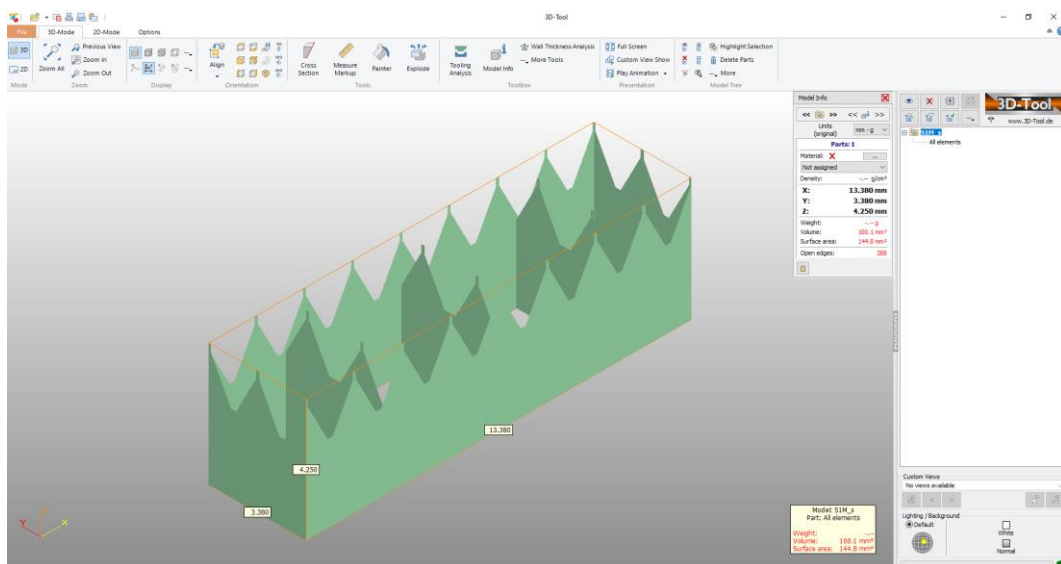 3D-Tool
File
3D-Mode
2D-Mode
Options
3D
2D
Mode
Zoom All
Previous View
Zoom In
Zoom Out
Zoom
Display
Align
Orientation
Cross
Section
Measure
Markup
Painter
Explode
Tools
Tooling
Analysis
Model Info
Wall Thickness Analysis
More Tools
Toolbox
Full Screen
Custom View Show
Play Animation
Presentation
Highlight Selection
Delete Parts
More
Model Tree
Model Info
<< >> << >>
Units
(original)
mm - g
Parts: 1
Material: X ...
Not assigned
Density: -.-- g/cm³
X: 13.380 mm
Y: 3.380 mm
Z: 4.250 mm
Weight: -.-- g
Volume: 100.1 mm³
Surface area: 144.8 mm²
Open edges: 288
3D-Tool
www.3D-Tool.de
S1M_s
All elements
13.380
4.250
3.380
Y
X
Model: S1M_s
Part: All elements
Weight: -.--
Volume: 100.1 mm³
Surface area: 144.8 mm²
Custom Views
No views available
< >
Lighting / Background
Default
White
Normal